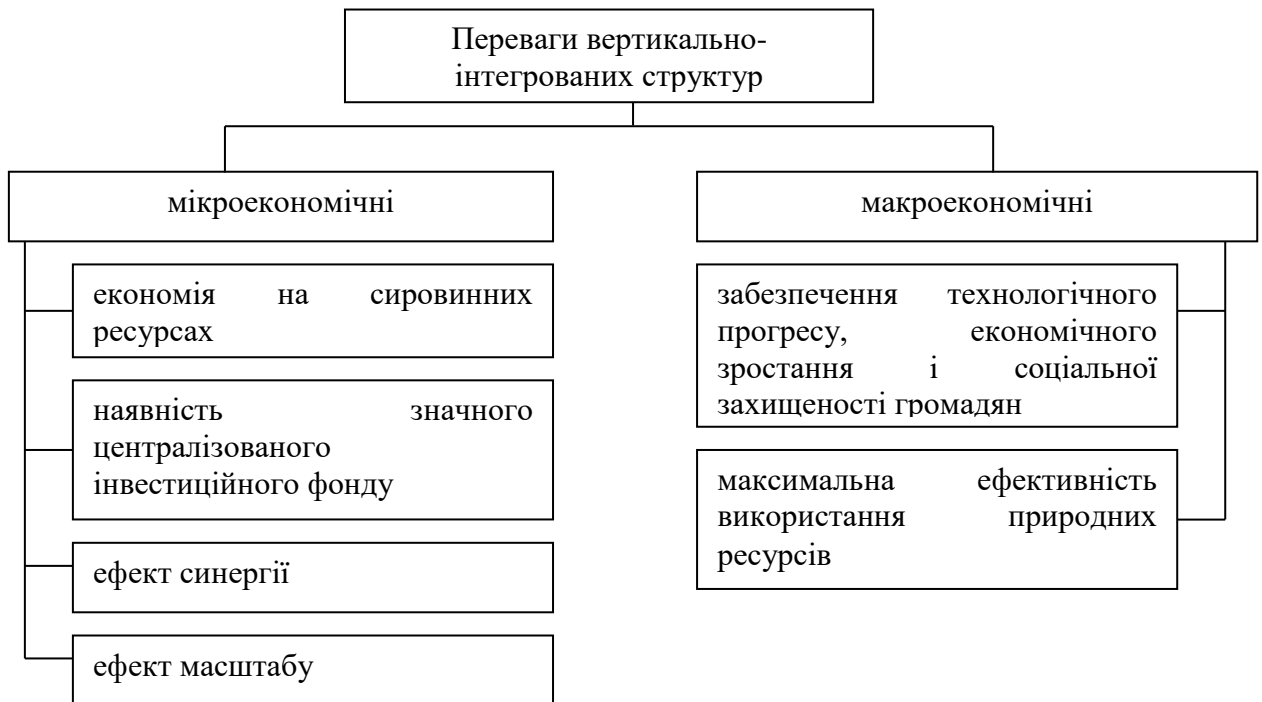 Переваги вертикально-
інтегрованих структур
мікроекономічні
економія на сировинних
ресурсах
наявність значного
централізованого
інвестиційного фонду
ефект синергії
ефект масштабу
макроекономічні
забезпечення технологічного
прогресу, економічного
зростання і соціальної
захищеності громадян
максимальна ефективність
використання природних
ресурсів